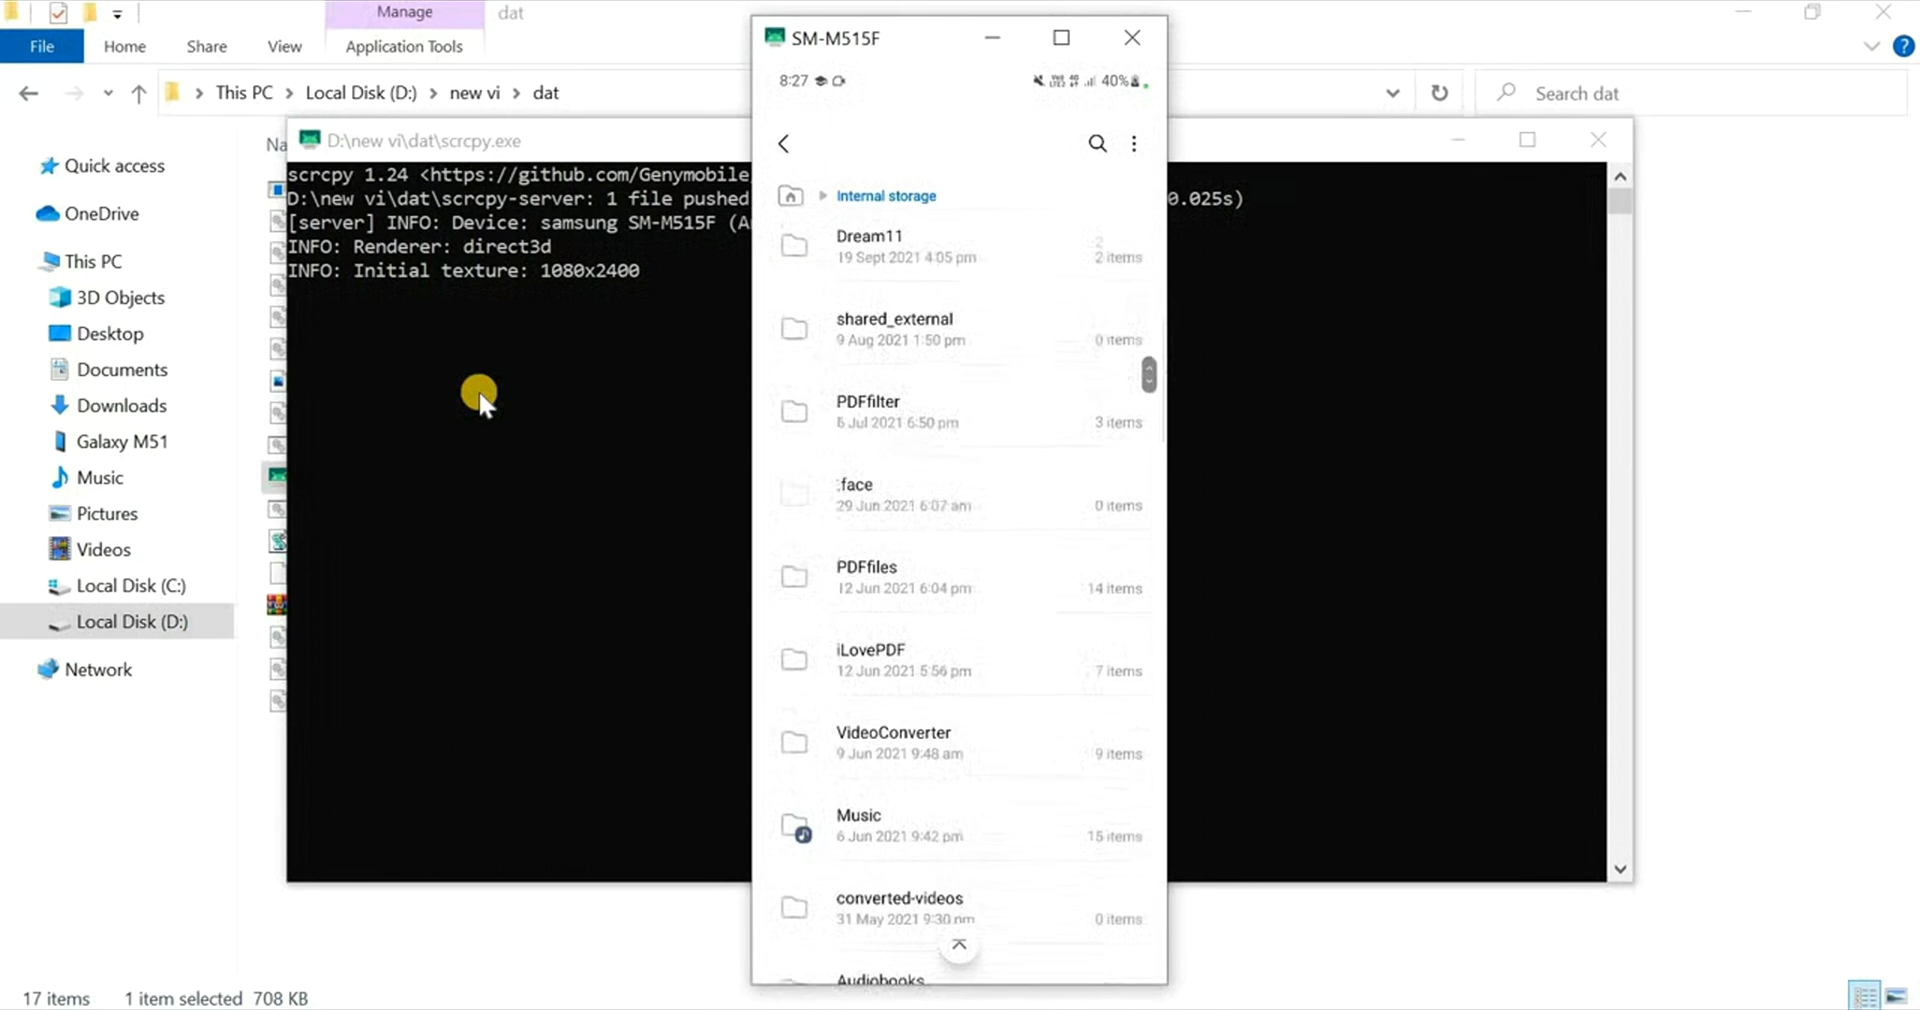 Manage
dat
File
Home
Share
View
Application Tools
This PC
Local Disk (D:)
new vi
dat
Search dat
Quick access
OneDrive
This PC
3D Objects
Desktop
Documents
Downloads
Galaxy M51
Music
Pictures
Videos
Local Disk (C:)
Local Disk (D:)
Network
17 items
1 item selected 708 KB
Na
D:\new vi\dat\scrcpy.exe
scrcpy 1.24 <https://github.com/Genymobile
D:\new vi\dat\scrcpy-server: 1 file pushed
0.025s)
[server] INFO: Device: samsung SM-M515F (A
INFO: Renderer: direct3d
INFO: Initial texture: 1080x2400
SM-M515F
8:27
40%
Internal storage
Dream11
19 Sept 2021 4:05 pm
2 items
shared_external
9 Aug 2021 1:50 pm
0 items
PDFfilter
Jul 2021 6:50 pm
3 items
.face
29 Jun 2021 6:07 am
0 items
PDFfiles
12 Jun 2021 6:04 pm
14 items
iLovePDF
12 Jun 2021 5:56 pm
7 items
VideoConverter
9 Jun 2021 9:48 am
9 items
Music
6 Jun 2021 9:42 pm
15 items
converted-videos
31 May 2021 9:30 pm
0 items
Audiobooks